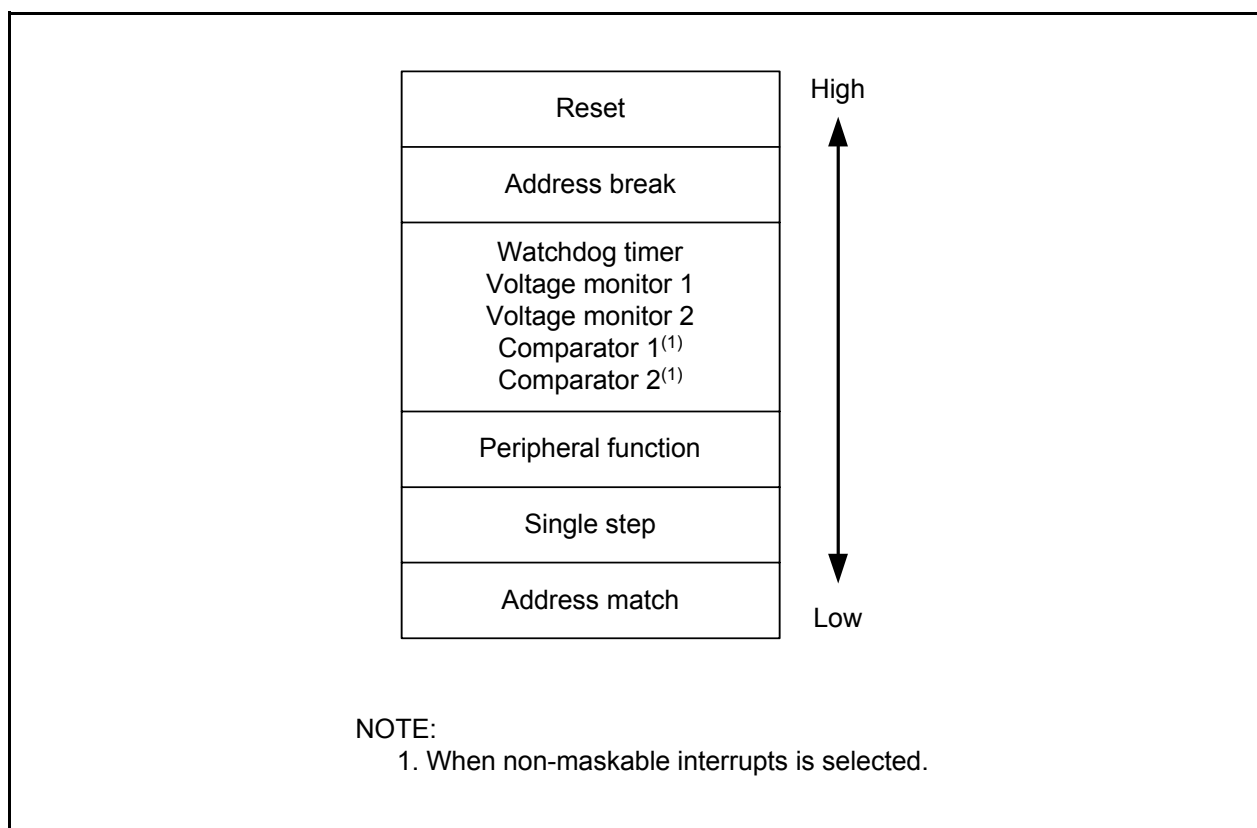 High
Reset
Address break
Watchdog timer
Voltage monitor 1
Voltage monitor 2
Comparator 1(1)
Comparator 2(1)
Peripheral function
Single step
Address match
Low
NOTE:
1. When non-maskable interrupts is selected.